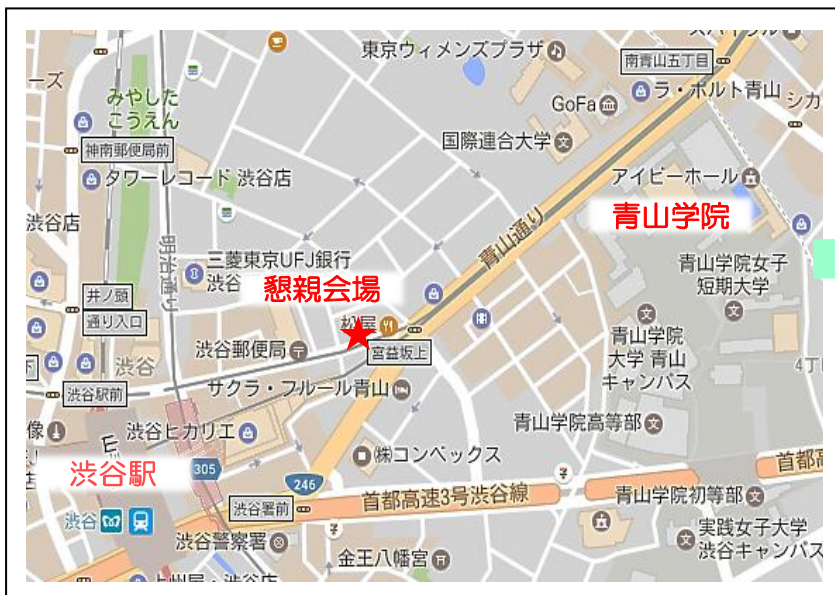 東京ウィメンズプラザ
南青山五丁目
ーズ
みやした
こうえん
GoFa
ラ・ポルト青山
シカ
神南郵便局前
国際連合大学
タワーレコード 渋谷店
アイビーホール
青山学院
渋谷店
明治通り
青山通り
三菱東京UFJ銀行
渋谷
懇親会場
青山学院女子
短期大学
井ノ頭
通り入口
松屋
青山学院
大学 青山
キャンパス
渋谷郵便局
宮益坂上
渋谷
下
4丁
渋谷駅前
サクラ・フルール青山
青山学院高等部
像
渋谷ヒカリエ
㈱コンベックス
首都高
渋谷駅
305
246
首都高速3号渋谷線
青山学院初等部
渋谷署前
渋谷
渋谷警察署
実践女子大学
渋谷キャンパス
金王八幡宮
上州屋・渋谷店